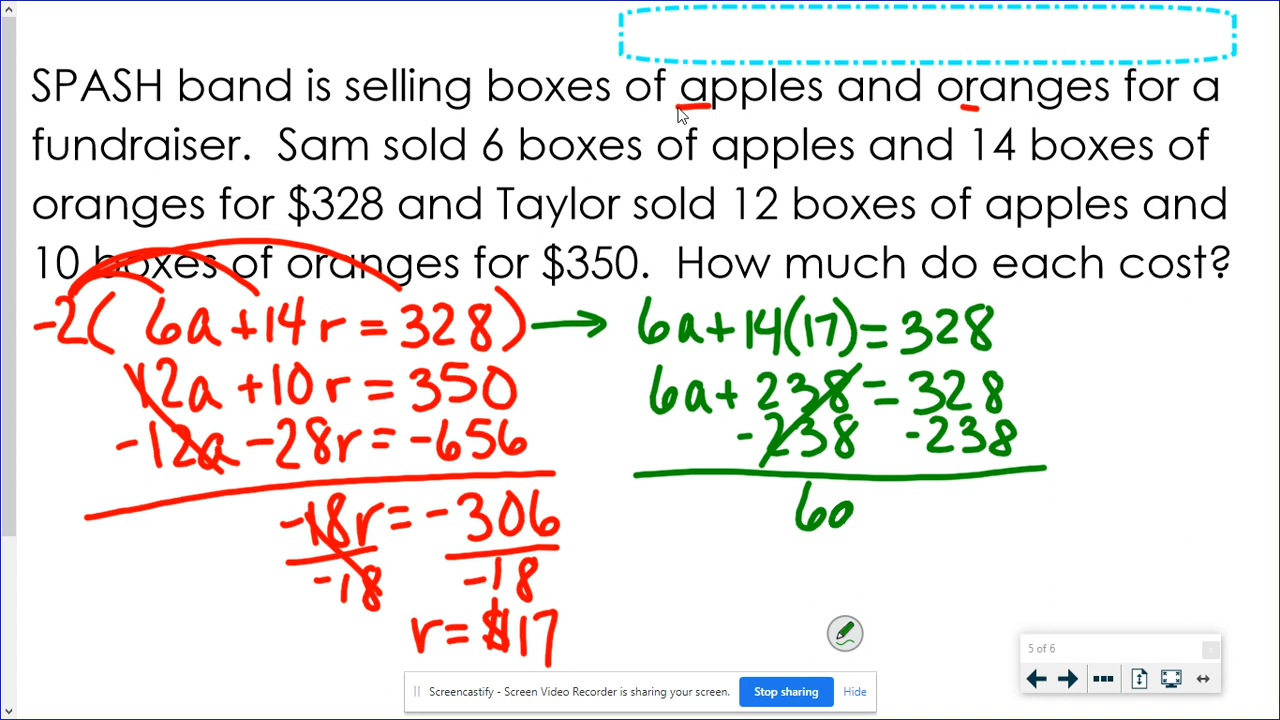 SPASH band is selling boxes of apples and oranges for a
fundraiser. Sam sold 6 boxes of apples and 14 boxes of
oranges for $328 and Taylor sold 12 boxes of apples and
10 boxes of oranges for $350. How much do each cost?
-2( 6a + 14r = 328)
12a + 10r = 350
-12a - 28r = -656
-18r = -306
-18 -18
r = $17
6a + 14(17) = 328
6a + 238 = 328
-238 -238
60
5 of 6
Screencastify - Screen Video Recorder is sharing your screen. Stop sharing Hide